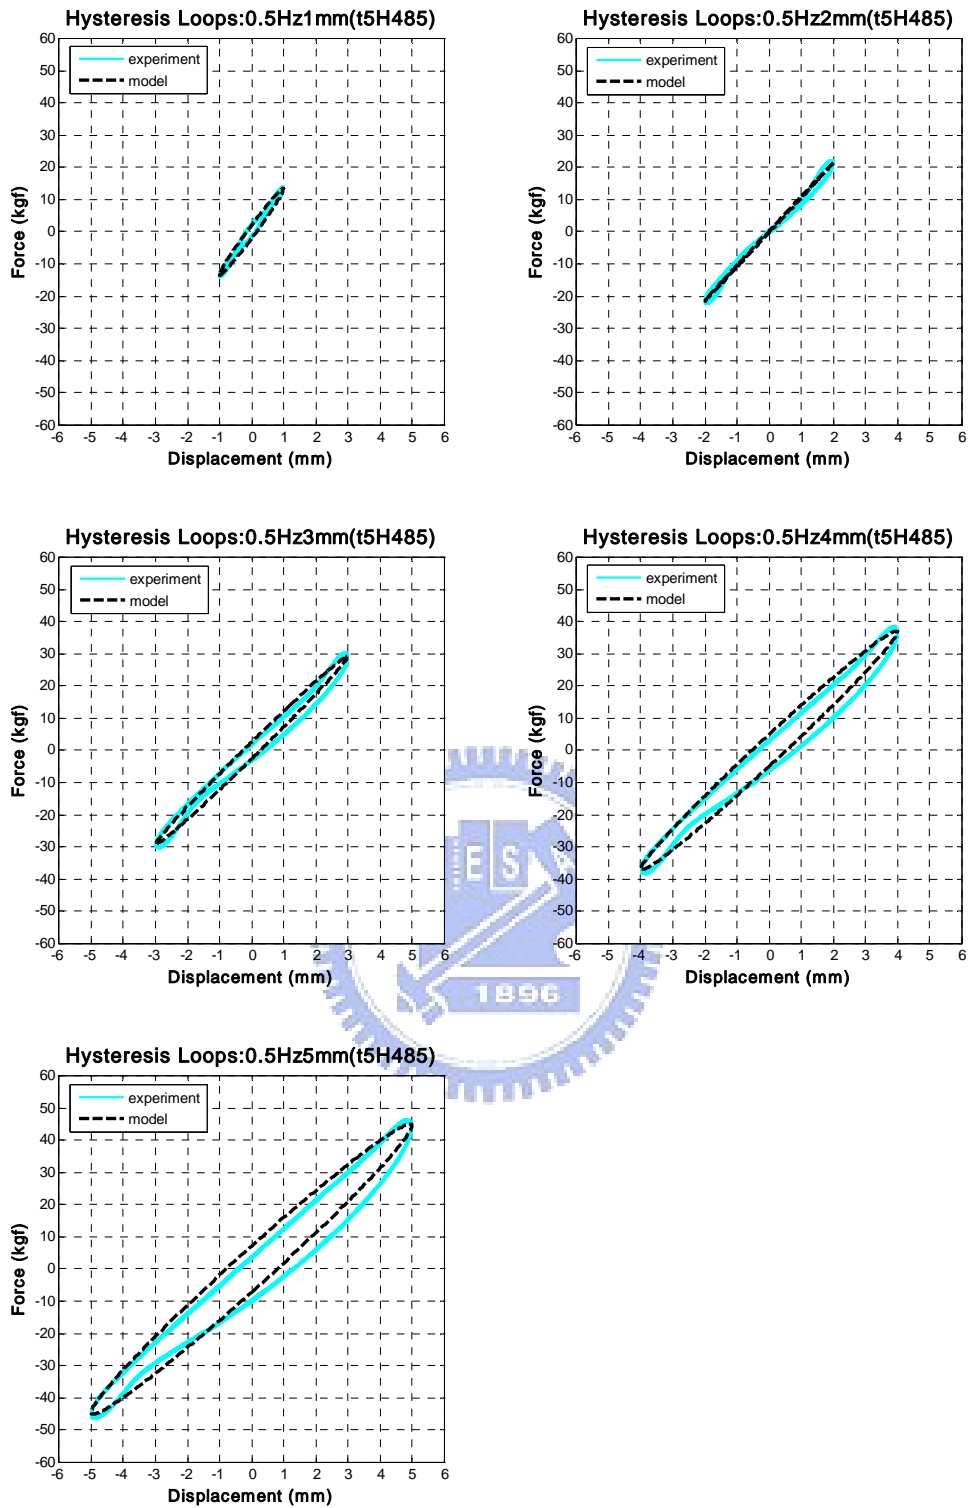 Hysteresis Loops:0.5Hz1mm(t5H485)
experiment
model
60
50
40
30
20
10
0
-10
-20
-30
-40
-50
-60
Force (kgf)
-6 -5 -4 -3 -2 -1 0 1 2 3 4 5 6
Displacement (mm)
Hysteresis Loops:0.5Hz2mm(t5H485)
experiment
model
60
50
40
30
20
10
0
-10
-20
-30
-40
-50
-60
Force (kgf)
-6 -5 -4 -3 -2 -1 0 1 2 3 4 5 6
Displacement (mm)
Hysteresis Loops:0.5Hz3mm(t5H485)
experiment
model
60
50
40
30
20
10
0
-10
-20
-30
-40
-50
-60
Force (kgf)
-6 -5 -4 -3 -2 -1 0 1 2 3 4 5 6
Displacement (mm)
Hysteresis Loops:0.5Hz4mm(t5H485)
experiment
model
60
50
40
30
20
10
0
-10
-20
-30
-40
-50
-60
Force (kgf)
-6 -5 -4 -3 -2 -1 0 1 2 3 4 5 6
Displacement (mm)
ES
1896
Hysteresis Loops:0.5Hz5mm(t5H485)
experiment
model
60
50
40
30
20
10
0
-10
-20
-30
-40
-50
-60
Force (kgf)
-6 -5 -4 -3 -2 -1 0 1 2 3 4 5 6
Displacement (mm)